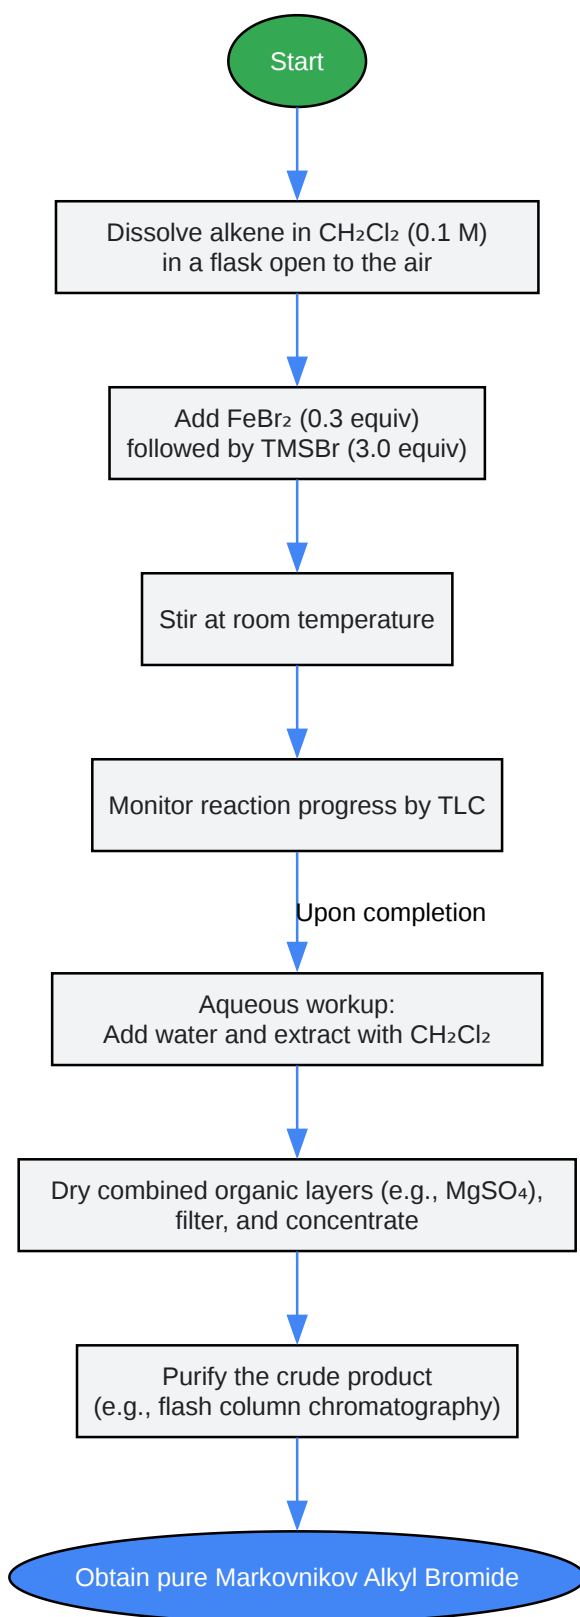 Start
Dissolve alkene in CH₂Cl₂ (0.1 M)
in a flask open to the air
Add FeBr₂ (0.3 equiv)
followed by TMSBr (3.0 equiv)
Stir at room temperature
Monitor reaction progress by TLC
Upon completion
Aqueous workup:
Add water and extract with CH₂Cl₂
Dry combined organic layers (e.g., MgSO₄),
filter, and concentrate
Purify the crude product
(e.g., flash column chromatography)
Obtain pure Markovnikov Alkyl Bromide